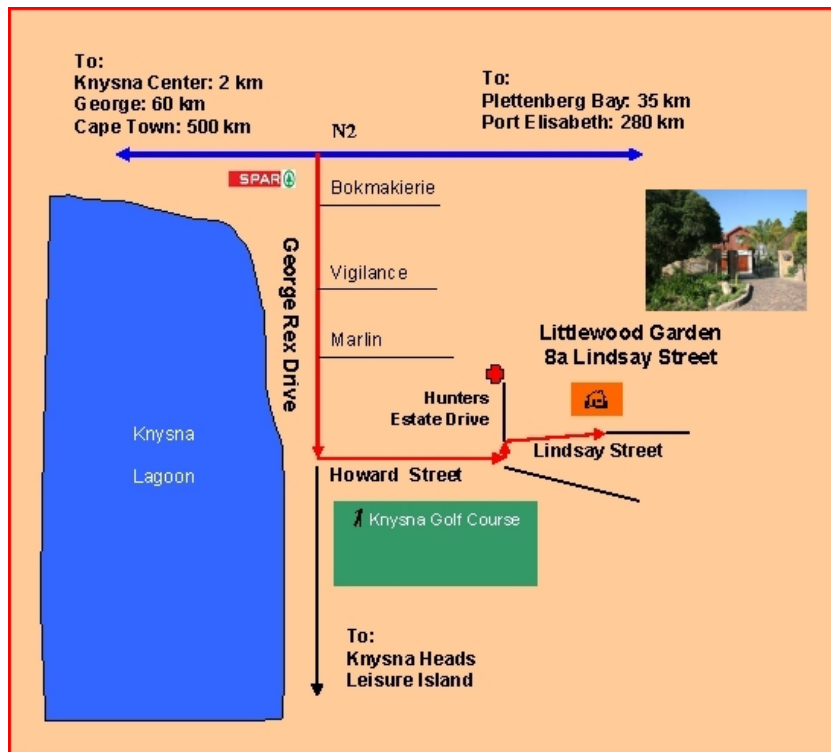 To:
Knysna Center: 2 km
George: 60 km
Cape Town: 500 km
To:
Plettenberg Bay: 35 km
Port Elisabeth: 280 km
N2
SPAR
Bokmakierie
George Rex Drive
Vigilance
Marlin
Littlewood Garden
8a Lindsay Street
Hunters
Estate Drive
Knysna
Lagoon
Lindsay Street
Howard Street
Knysna Golf Course
To:
Knysna Heads
Leisure Island